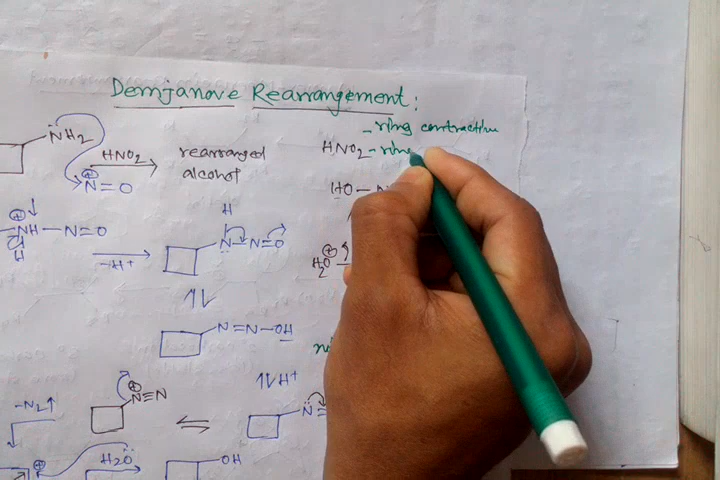 Demjanove Rearrangement:
- ring contraction
NH2
HNO2
rearranged
HNO2 - ring
alcohol
⊕N=O
HO - N
H
⊕NH-N=O
N-N=O
H
-H+
H2O⊕
N=N-OH
⊕N≡N
⇅H+
-N2↑
N=
H2O
OH